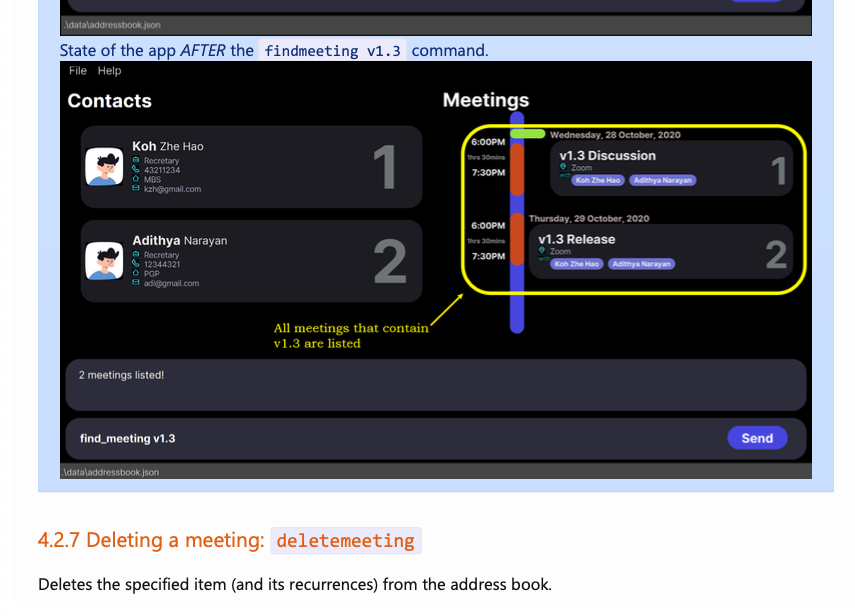 .\data\addressbook.json
State of the app AFTER the findmeeting v1.3 command.
File Help
Contacts
Koh Zhe Hao
Recretary
43211234
MBS
kzh@gmail.com
1
Adithya Narayan
Recretary
12344321
PGP
adi@gmail.com
2
Meetings
Wednesday, 28 October, 2020
6:00PM
1hrs 30mins
7:30PM
v1.3 Discussion
Zoom
with Koh Zhe Hao Adithya Narayan
1
Thursday, 29 October, 2020
6:00PM
1hrs 30mins
7:30PM
v1.3 Release
Zoom
with Koh Zhe Hao Adithya Narayan
2
All meetings that contain
v1.3 are listed
2 meetings listed!
find_meeting v1.3
Send
.\data\addressbook.json
4.2.7 Deleting a meeting: deletemeeting
Deletes the specified item (and its recurrences) from the address book.